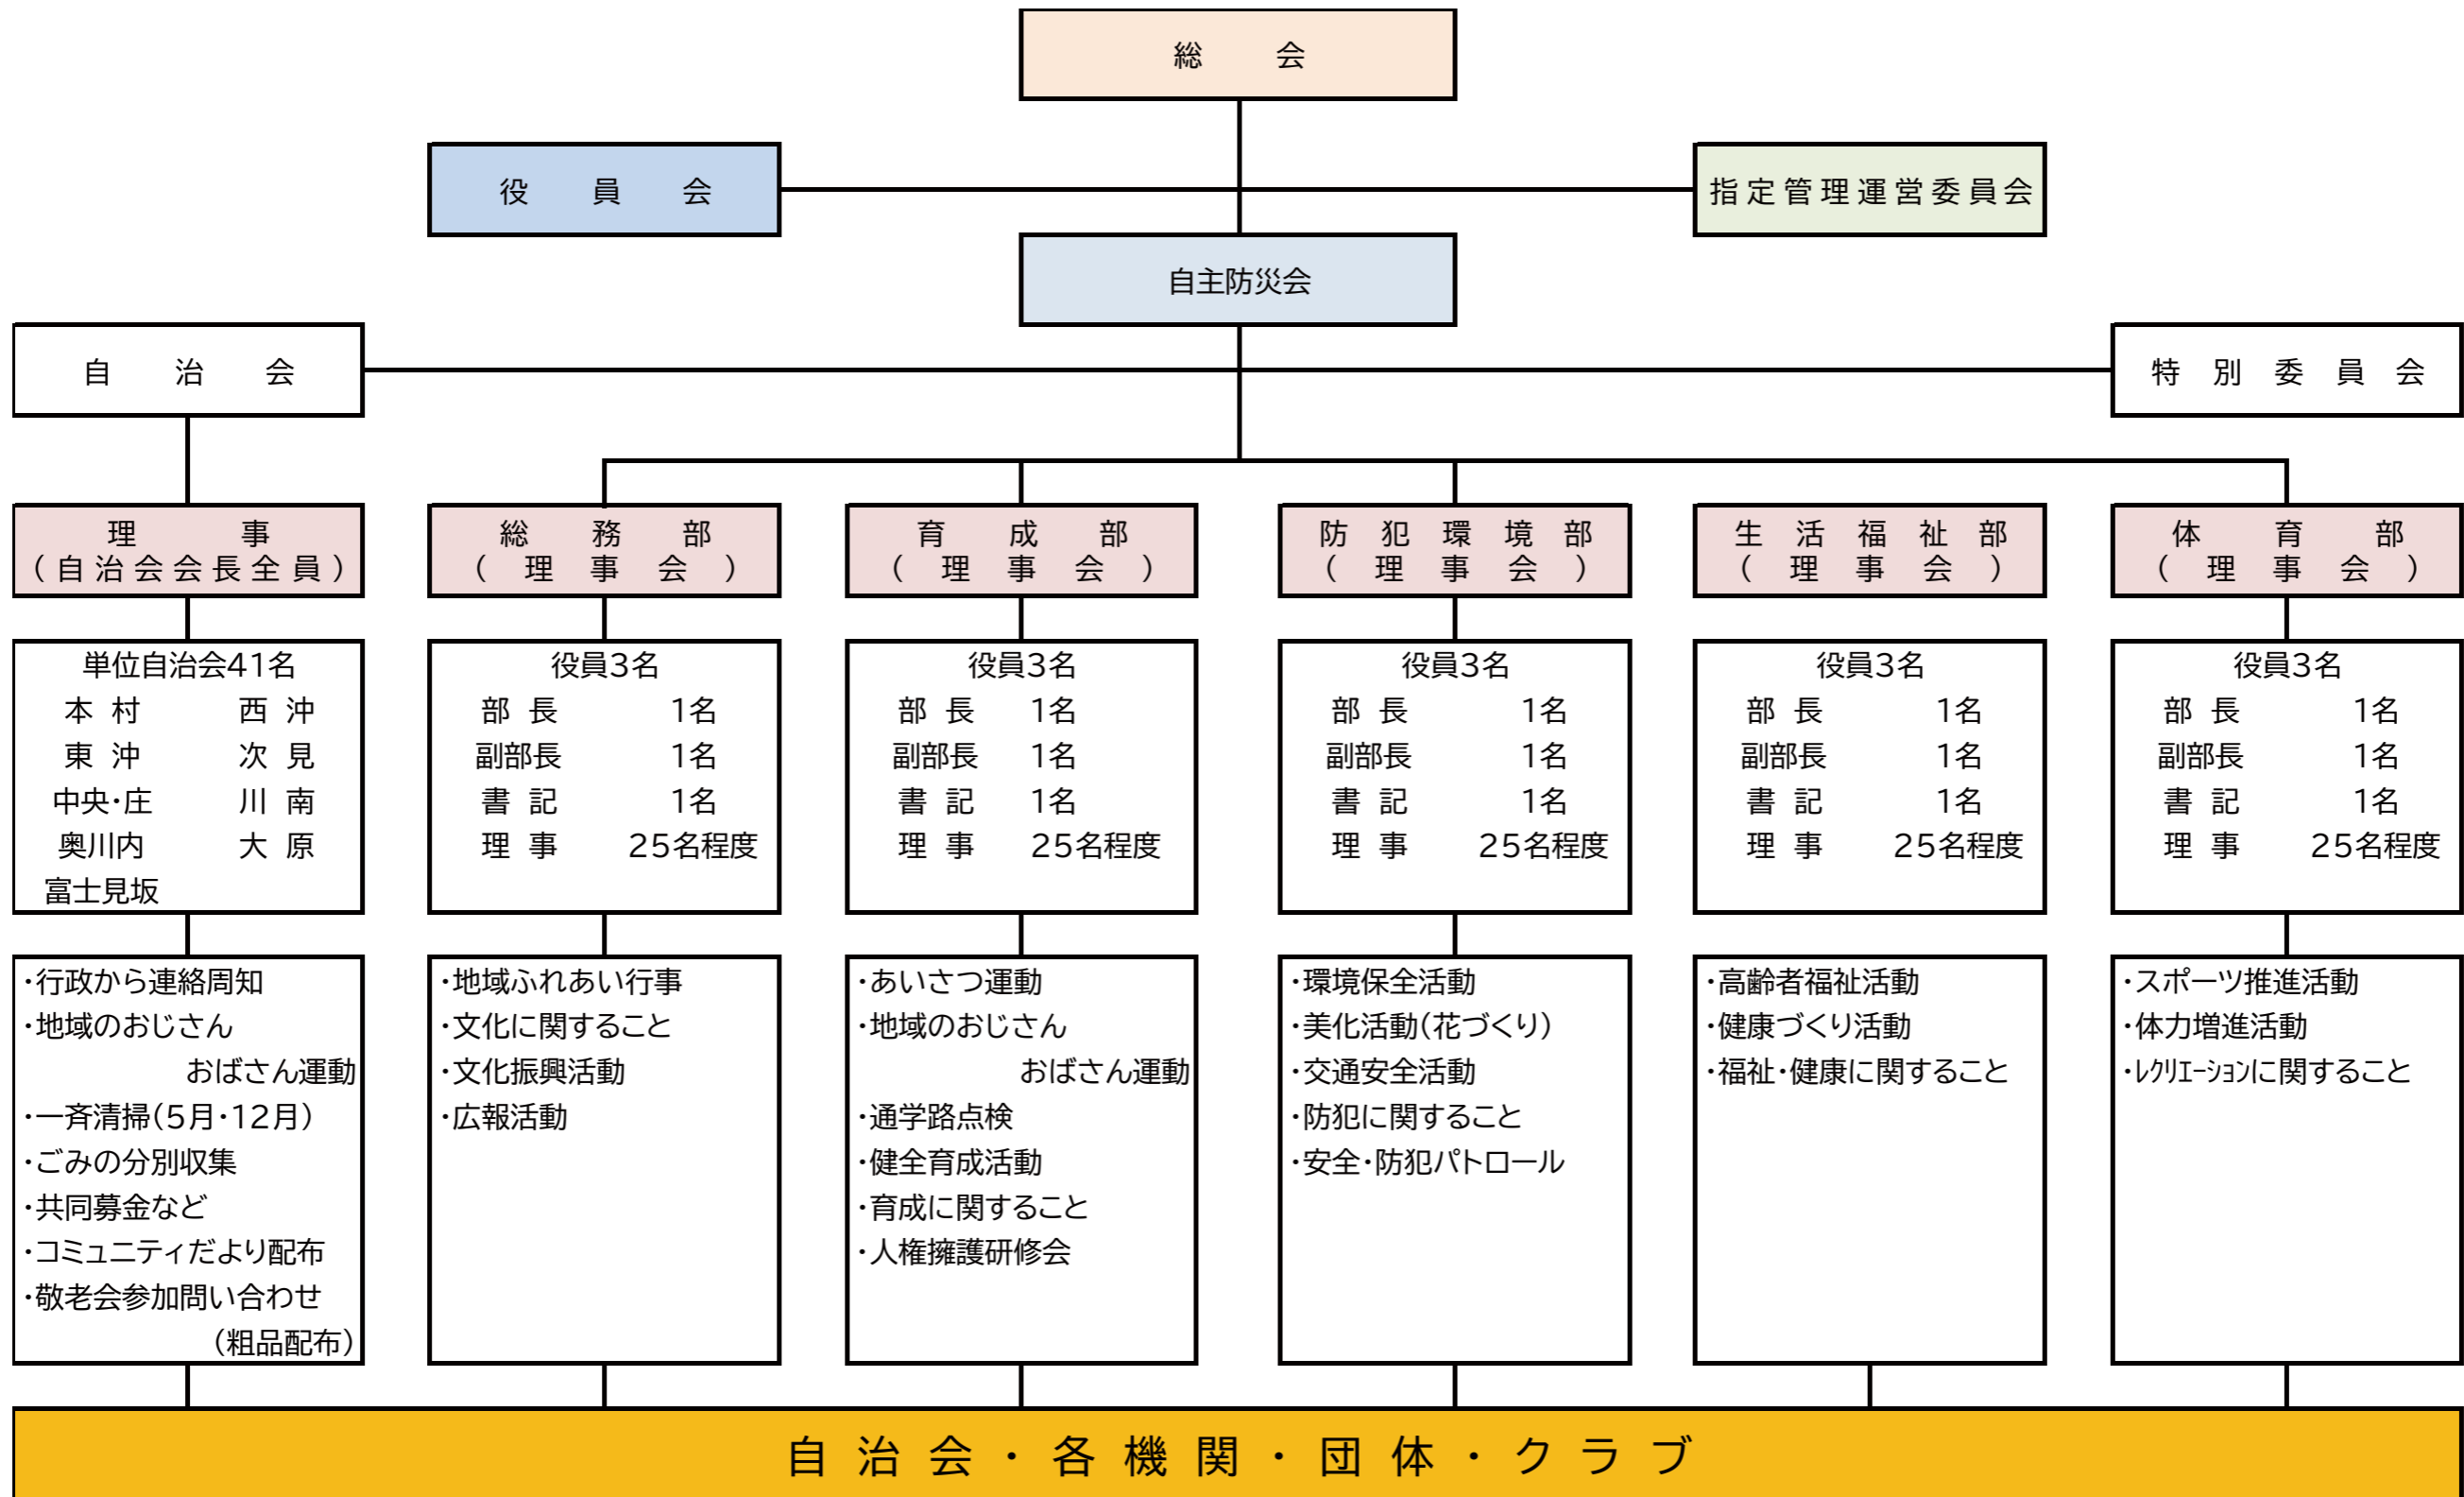 総会
役員会
指定管理運営委員会
自主防災会
自治会
特別委員会
理事
(自治会会長全員)
単位自治会41名
本村 西沖
東沖 次見
中央・庄 川南
奥川内 大原
富士見坂
・行政から連絡周知
・地域のおじさん
おばさん運動
・一斉清掃(5月・12月)
・ごみの分別収集
・共同募金など
・コミュニティだより配布
・敬老会参加問い合わせ
(粗品配布)
総務部
(理事会)
役員3名
部長 1名
副部長 1名
書記 1名
理事 25名程度
・地域ふれあい行事
・文化に関すること
・文化振興活動
・広報活動
育成部
(理事会)
役員3名
部長 1名
副部長 1名
書記 1名
理事 25名程度
・あいさつ運動
・地域のおじさん
おばさん運動
・通学路点検
・健全育成活動
・育成に関すること
・人権擁護研修会
防犯環境部
(理事会)
役員3名
部長 1名
副部長 1名
書記 1名
理事 25名程度
・環境保全活動
・美化活動(花づくり)
・交通安全活動
・防犯に関すること
・安全・防犯パトロール
生活福祉部
(理事会)
役員3名
部長 1名
副部長 1名
書記 1名
理事 25名程度
・高齢者福祉活動
・健康づくり活動
・福祉・健康に関すること
体育部
(理事会)
役員3名
部長 1名
副部長 1名
書記 1名
理事 25名程度
・スポーツ推進活動
・体力増進活動
・ﾚｸﾘｴｰｼｮﾝに関すること
自治会・各機関・団体・クラブ